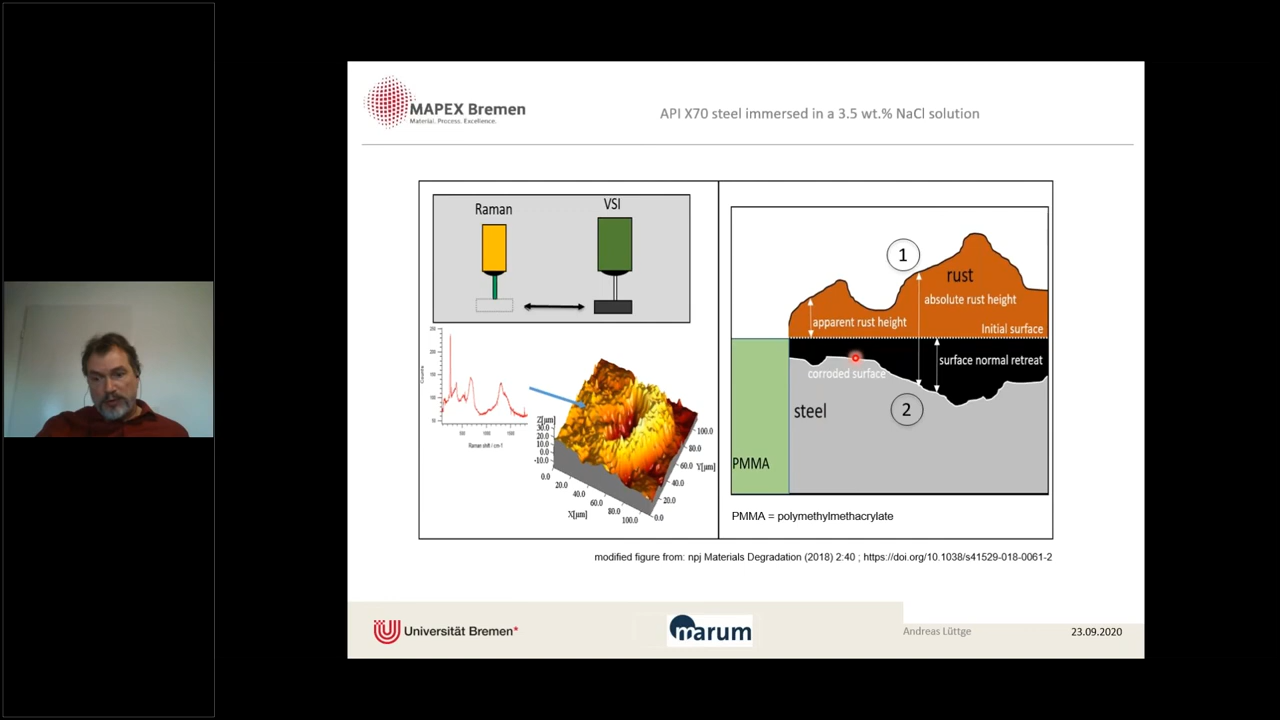 MAPEX Bremen
Material. Process. Excellence.
API X70 steel immersed in a 3.5 wt.% NaCl solution
Raman
VSI
Counts
Raman shift / cm-1
Z[µm]
30.0
20.0
10.0
0.0
-10.0
0.0
20.0
40.0
60.0
80.0
100.0
X[µm]
100.0
80.0
60.0 Y[µm]
40.0
20.0
0.0
1
rust
absolute rust height
apparent rust height
Initial surface
surface normal retreat
corroded surface
2
steel
PMMA
PMMA = polymethylmethacrylate
modified figure from: npj Materials Degradation (2018) 2:40 ; https://doi.org/10.1038/s41529-018-0061-2
Universität Bremen*
marum
Andreas Lüttge
23.09.2020